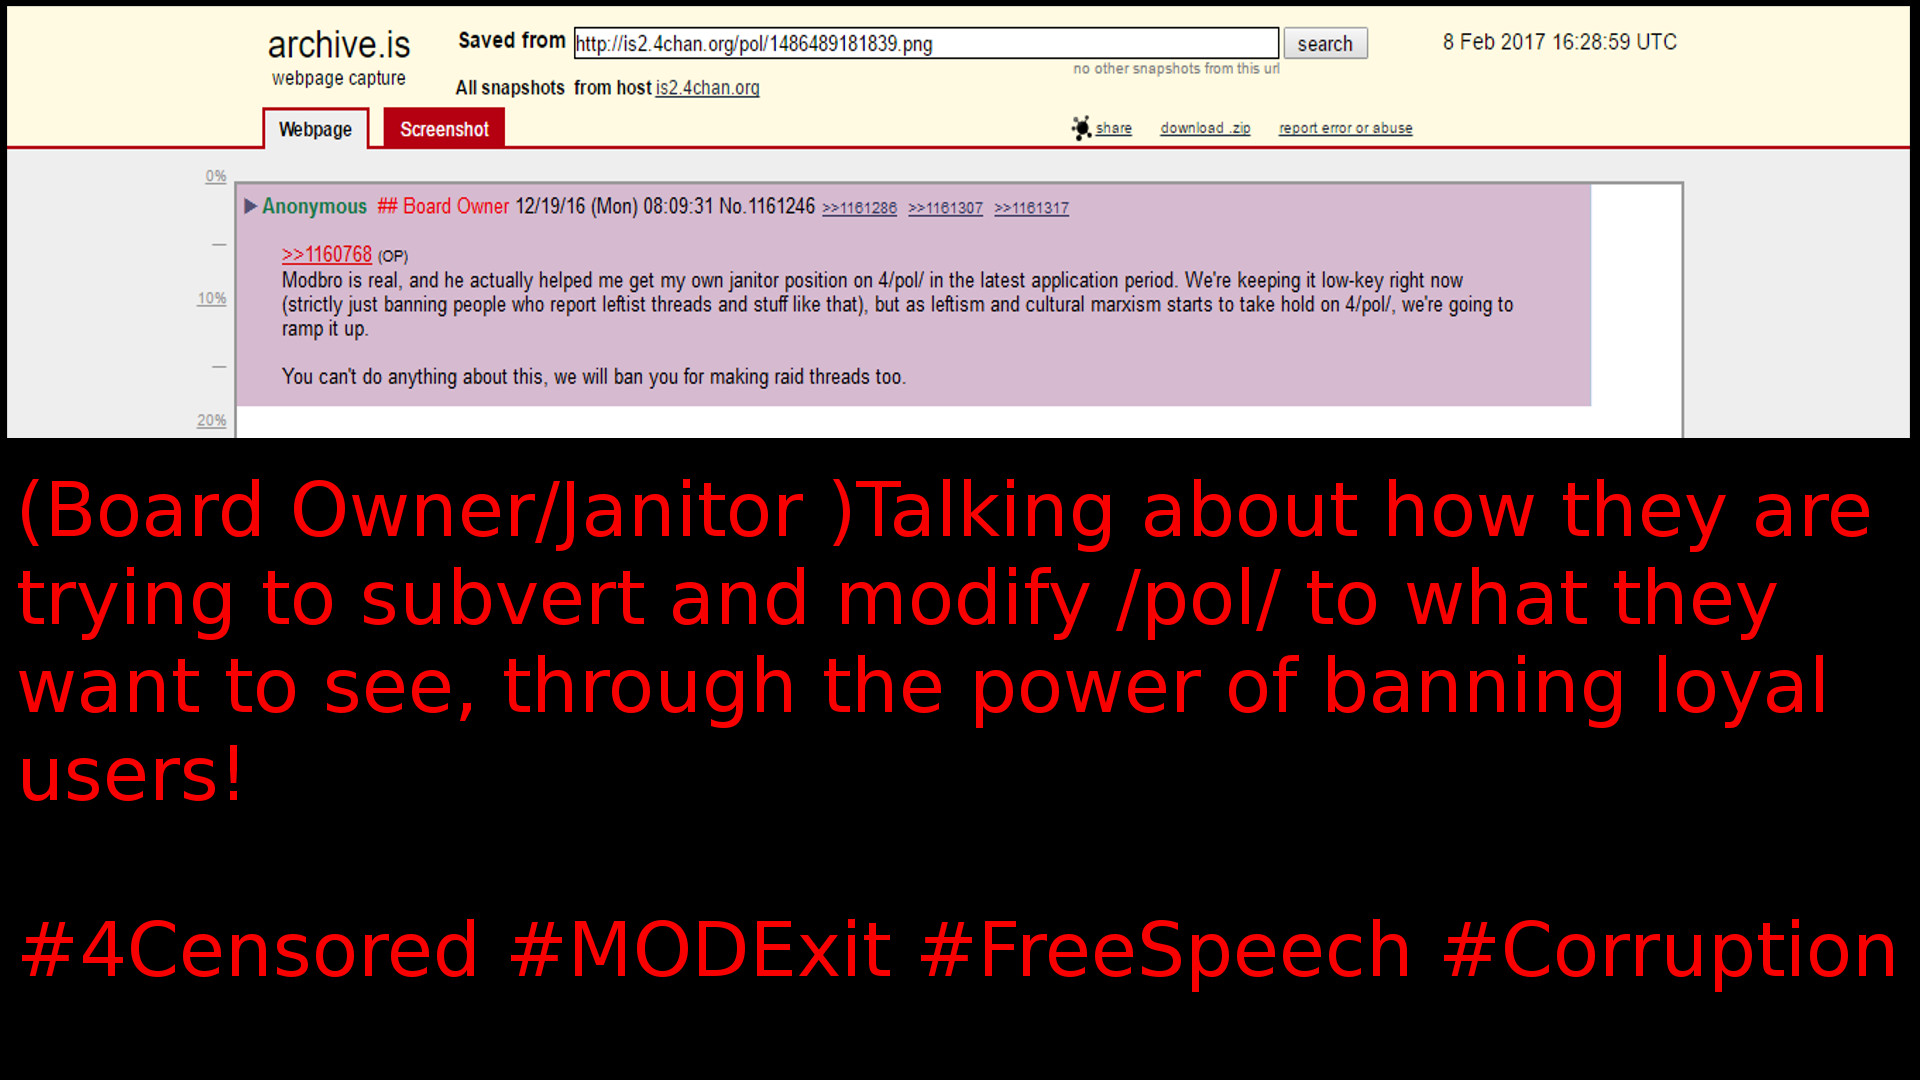 archive.is
webpage capture
Saved from http://is2.4chan.org/pol/1486489181839.png search
8 Feb 2017 16:28:59 UTC
no other snapshots from this url
All snapshots from host is2.4chan.org
Webpage Screenshot
share download .zip report error or abuse
0%
Anonymous ## Board Owner 12/19/16 (Mon) 08:09:31 No.1161246 >>1161286 >>1161307 >>1161317
>>1160768 (OP)
Modbro is real, and he actually helped me get my own janitor position on 4/pol/ in the latest application period. We're keeping it low-key right now
10%
(strictly just banning people who report leftist threads and stuff like that), but as leftism and cultural marxism starts to take hold on 4/pol/, we're going to
ramp it up.
You can't do anything about this, we will ban you for making raid threads too.
20%
(Board Owner/Janitor )Talking about how they are
trying to subvert and modify /pol/ to what they
want to see, through the power of banning loyal
users!
#4Censored #MODExit #FreeSpeech #Corruption